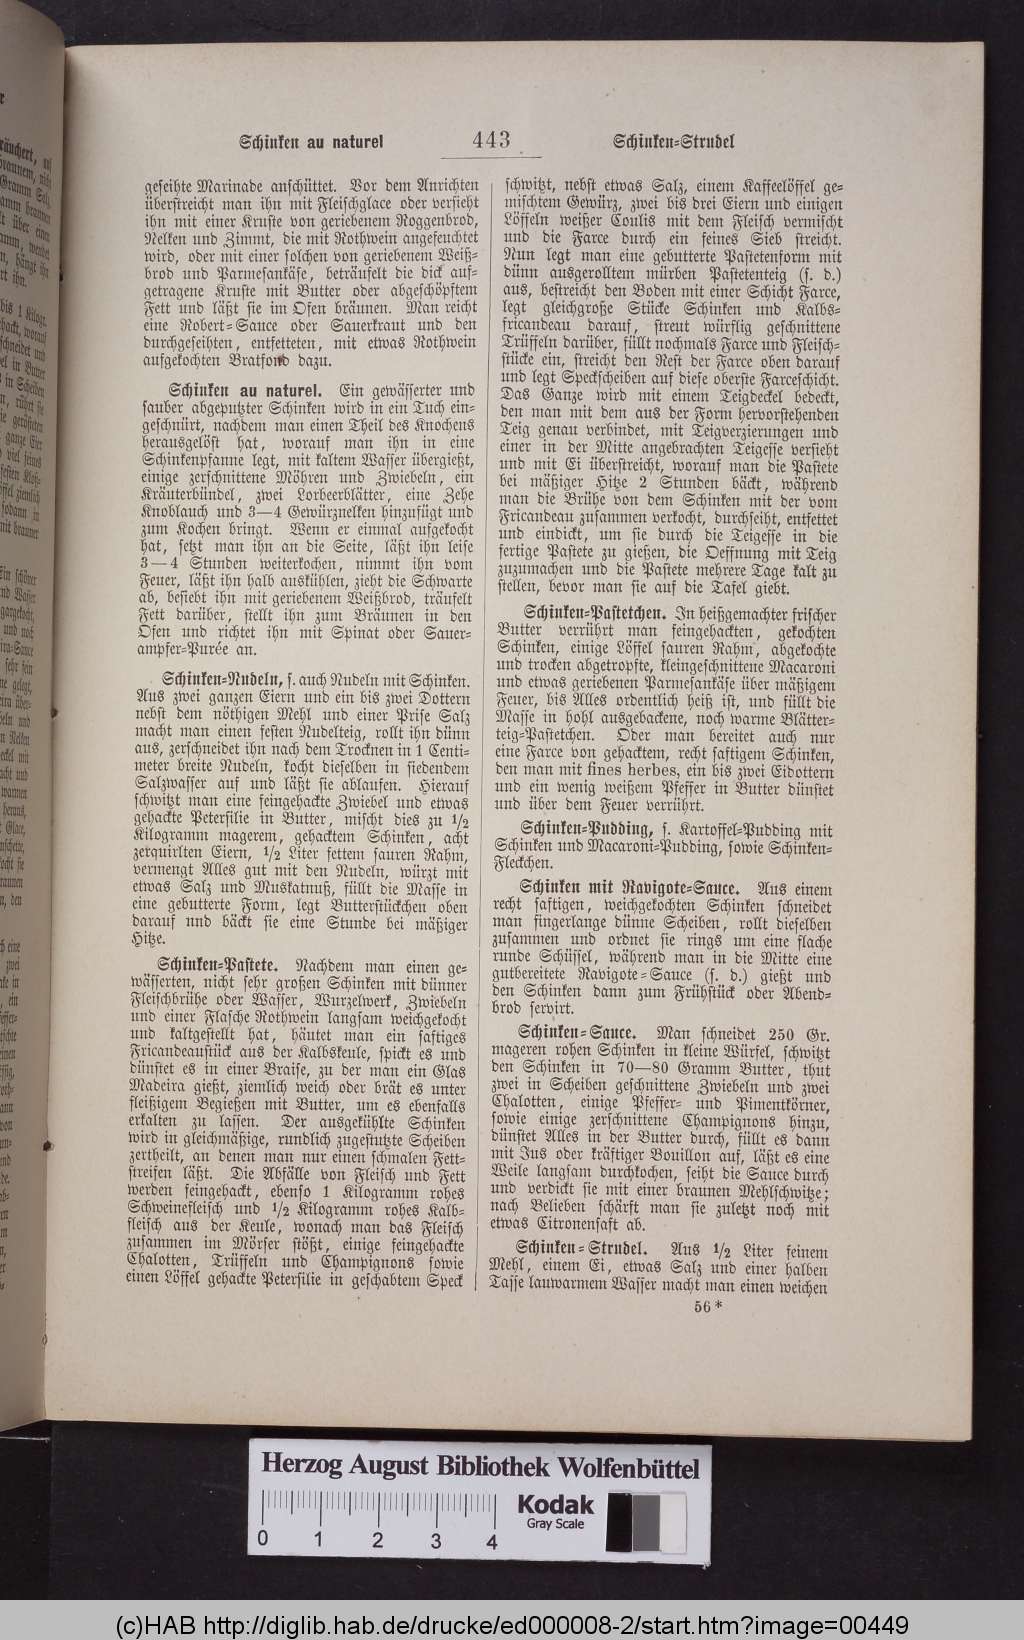 Schinken au naturel 443 Schinken-Strudel
geseihte Marinade anschüttet. Vor dem Anrichten
überstreicht man ihn mit Fleischglace oder versieht
ihn mit einer Kruste von geriebenem Roggenbrod,
Nelken und Zimmt, die mit Rothwein angefeuchtet
wird, oder mit einer solchen von geriebenem Weiß-
brod und Parmesankäse, beträufelt die dick auf-
getragene Kruste mit Butter oder abgeschöpftem
Fett und läßt sie im Ofen bräunen. Man reicht
eine Robert-Sauce oder Sauerkraut und den
durchgeseihten, entfetteten, mit etwas Rothwein
aufgekochten Bratfond dazu.
Schinken au naturel. Ein gewässerter und
sauber abgeputzter Schinken wird in ein Tuch ein-
geschnürt, nachdem man einen Theil des Knochens
herausgelöst hat, worauf man ihn in eine
Schinkenpfanne legt, mit kaltem Wasser übergießt,
einige zerschnittene Möhren und Zwiebeln, ein
Kräuterbündel, zwei Lorbeerblätter, eine Zehe
Knoblauch und 3—4 Gewürznelken hinzufügt und
zum Kochen bringt. Wenn er einmal aufgekocht
hat, setzt man ihn an die Seite, läßt ihn leise
3—4 Stunden weiterkochen, nimmt ihn vom
Feuer, läßt ihn halb auskühlen, zieht die Schwarte
ab, besiebt ihn mit geriebenem Weißbrod, träufelt
Fett darüber, stellt ihn zum Bräunen in den
Ofen und richtet ihn mit Spinat oder Sauer-
ampfer-Purée an.
Schinken-Nudeln, s. auch Nudeln mit Schinken.
Aus zwei ganzen Eiern und ein bis zwei Dottern
nebst dem nöthigen Mehl und einer Prise Salz
macht man einen festen Nudelteig, rollt ihn dünn
aus, zerschneidet ihn nach dem Trocknen in 1 Centi-
meter breite Nudeln, kocht dieselben in siedendem
Salzwasser auf und läßt sie ablaufen. Hierauf
schwitzt man eine feingehackte Zwiebel und etwas
gehackte Petersilie in Butter, mischt dies zu 1/2
Kilogramm magerem, gehacktem Schinken, acht
zerquirlten Eiern, 1/2 Liter fettem sauren Rahm,
vermengt Alles gut mit den Nudeln, würzt mit
etwas Salz und Muskatnuß, füllt die Masse in
eine gebutterte Form, legt Butterstückchen oben
darauf und bäckt sie eine Stunde bei mäßiger
Hitze.
Schinken-Pastete. Nachdem man einen ge-
wässerten, nicht sehr großen Schinken mit dünner
Fleischbrühe oder Wasser, Wurzelwerk, Zwiebeln
und einer Flasche Rothwein langsam weichgekocht
und kaltgestellt hat, häutet man ein saftiges
Fricandeaustück aus der Kalbskeule, spickt es und
dünstet es in einer Braise, zu der man ein Glas
Madeira gießt, ziemlich weich oder brät es unter
fleißigem Begießen mit Butter, um es ebenfalls
erkalten zu lassen. Der ausgekühlte Schinken
wird in gleichmäßige, rundlich zugestutzte Scheiben
zertheilt, an denen man nur einen schmalen Fett-
streifen läßt. Die Abfälle von Fleisch und Fett
werden feingehackt, ebenso 1 Kilogramm rohes
Schweinefleisch und 1/2 Kilogramm rohes Kalb-
fleisch aus der Keule, wonach man das Fleisch
zusammen im Mörser stößt, einige feingehackte
Chalotten, Trüffeln und Champignons sowie
einen Löffel gehackte Petersilie in geschabtem Speck
schwitzt, nebst etwas Salz, einem Kaffeelöffel ge-
mischtem Gewürz, zwei bis drei Eiern und einigen
Löffeln weißer Coulis mit dem Fleisch vermischt
und die Farce durch ein feines Sieb streicht.
Nun legt man eine gebutterte Pastetenform mit
dünn ausgerolltem mürben Pastetenteig (s. d.)
aus, bestreicht den Boden mit einer Schicht Farce,
legt gleichgroße Stücke Schinken und Kalbs-
fricandeau darauf, streut würflig geschnittene
Trüffeln darüber, füllt nochmals Farce und Fleisch-
stücke ein, streicht den Rest der Farce oben darauf
und legt Speckscheiben auf diese oberste Farceschicht.
Das Ganze wird mit einem Teigdeckel bedeckt,
den man mit dem aus der Form hervorstehenden
Teig genau verbindet, mit Teigverzierungen und
einer in der Mitte angebrachten Teigesse versieht
und mit Ei überstreicht, worauf man die Pastete
bei mäßiger Hitze 2 Stunden bäckt, während
man die Brühe von dem Schinken mit der vom
Fricandeau zusammen verkocht, durchseiht, entfettet
und eindickt, um sie durch die Teigesse in die
fertige Pastete zu gießen, die Oeffnung mit Teig
zuzumachen und die Pastete mehrere Tage kalt zu
stellen, bevor man sie auf die Tafel giebt.
Schinken-Pastetchen. In heißgemachter frischer
Butter verrührt man feingehackten, gekochten
Schinken, einige Löffel sauren Rahm, abgekochte
und trocken abgetropfte, kleingeschnittene Macaroni
und etwas geriebenen Parmesankäse über mäßigem
Feuer, bis Alles ordentlich heiß ist, und füllt die
Masse in hohl ausgebackene, noch warme Blätter-
teig-Pastetchen. Oder man bereitet auch nur
eine Farce von gehacktem, recht saftigem Schinken,
den man mit fines herbes, ein bis zwei Eidottern
und ein wenig weißem Pfeffer in Butter dünstet
und über dem Feuer verrührt.
Schinken-Pudding, s. Kartoffel-Pudding mit
Schinken und Macaroni-Pudding, sowie Schinken-
Fleckchen.
Schinken mit Ravigote-Sauce. Aus einem
recht saftigen, weichgekochten Schinken schneidet
man fingerlange dünne Scheiben, rollt dieselben
zusammen und ordnet sie rings um eine flache
runde Schüssel, während man in die Mitte eine
gutbereitete Ravigote-Sauce (s. d.) gießt und
den Schinken dann zum Frühstück oder Abend-
brod servirt.
Schinken-Sauce. Man schneidet 250 Gr.
mageren rohen Schinken in kleine Würfel, schwitzt
den Schinken in 70—80 Gramm Butter, thut
zwei in Scheiben geschnittene Zwiebeln und zwei
Chalotten, einige Pfeffer- und Pimentkörner,
sowie einige zerschnittene Champignons hinzu,
dünstet Alles in der Butter durch, füllt es dann
mit Jus oder kräftiger Bouillon auf, läßt es eine
Weile langsam durchkochen, seiht die Sauce durch
und verdickt sie mit einer braunen Mehlschwitze;
nach Belieben schärft man sie zuletzt noch mit
etwas Citronensaft ab.
Schinken-Strudel. Aus 1/2 Liter feinem
Mehl, einem Ei, etwas Salz und einer halben
Tasse lauwarmem Wasser macht man einen weichen
56*
Herzog August Bibliothek Wolfenbüttel
Kodak
Gray Scale
0 1 2 3 4
(c)HAB http://diglib.hab.de/drucke/ed000008-2/start.htm?image=00449